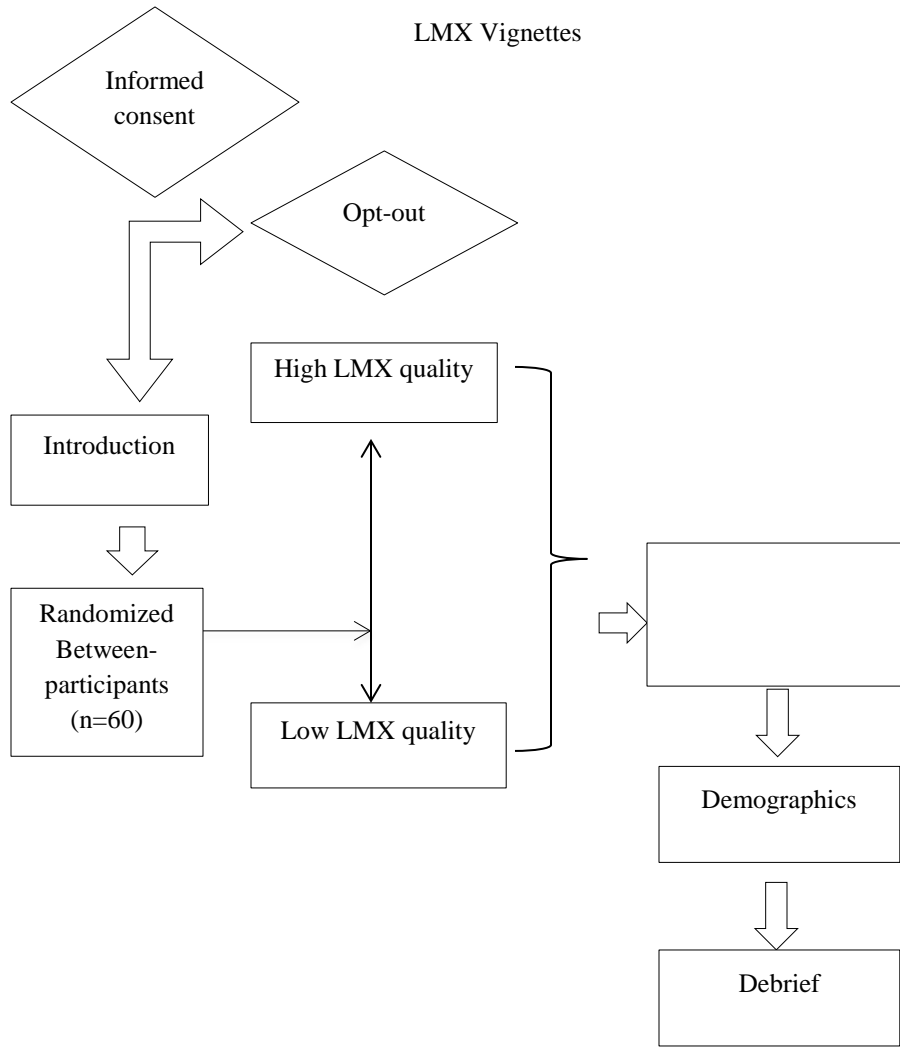 LMX Vignettes
Informed
consent
Opt-out
High LMX quality
Introduction
Randomized
Between-
participants
(n=60)
Low LMX quality
Demographics
Debrief